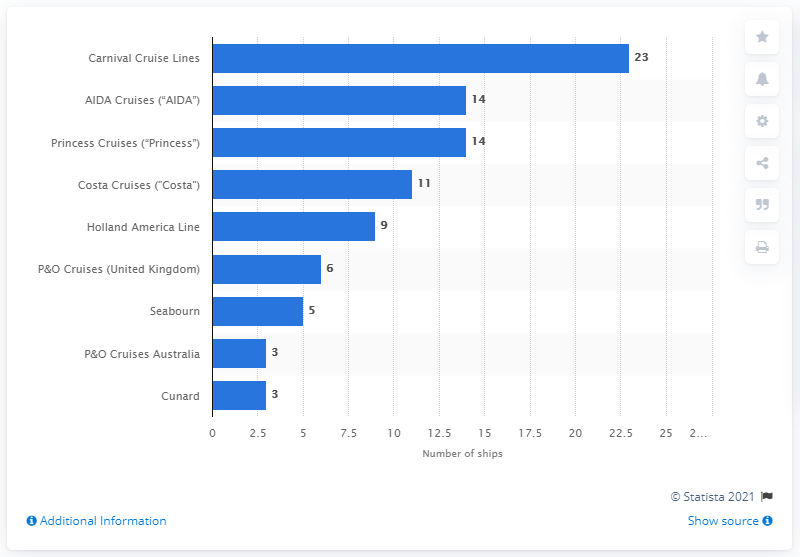 Carnival Cruise Lines 23
AIDA Cruises (“AIDA”) 14
Princess Cruises (“Princess”) 14
Costa Cruises ("Costa") 11
Holland America Line 9
P&O Cruises (United Kingdom) 6
Seabourn 5
P&O Cruises Australia 3
Cunard 3
0 2.5 5 7.5 10 12.5 15 17.5 20 22.5 25 2...
Number of ships
© Statista 2021
Additional Information Show source